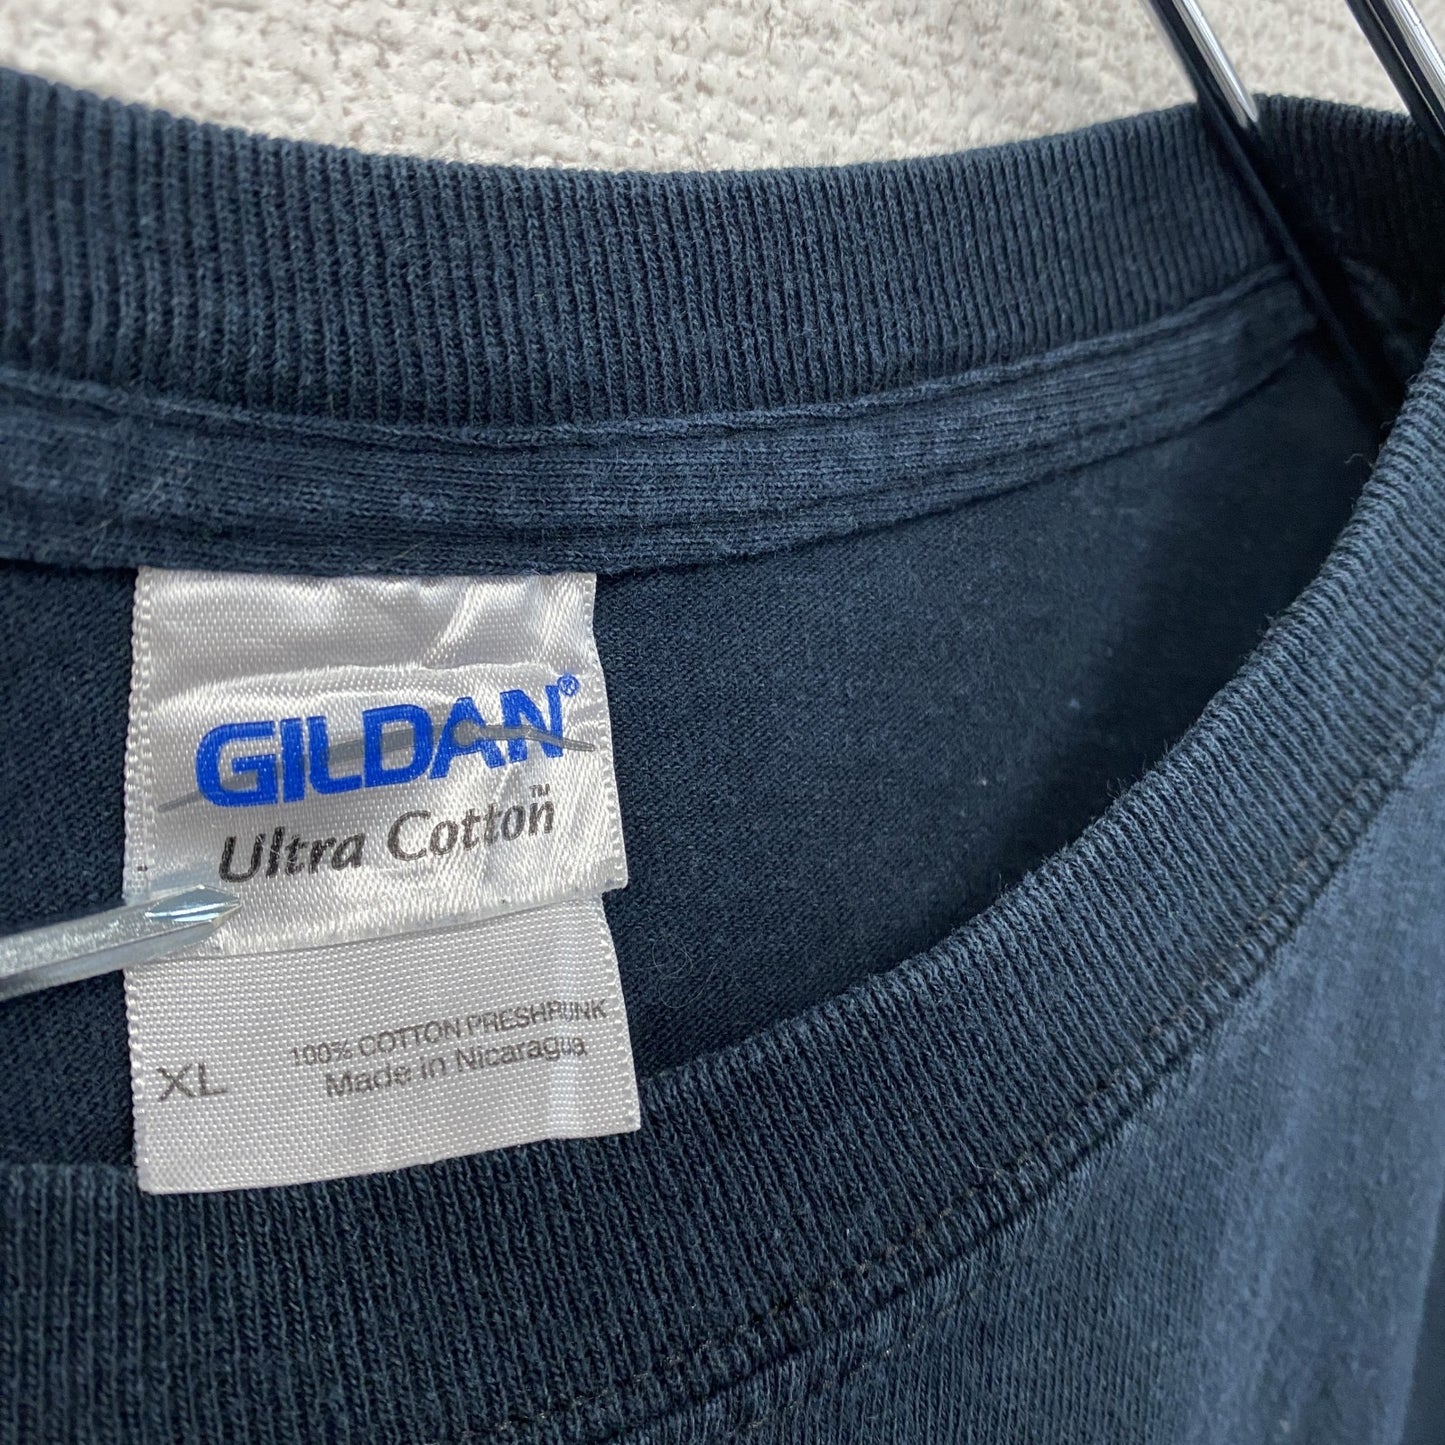 GILDAN®
Ultra Cotton™
XL
100% COTTON PRESHRUNK
Made in Nicaragua